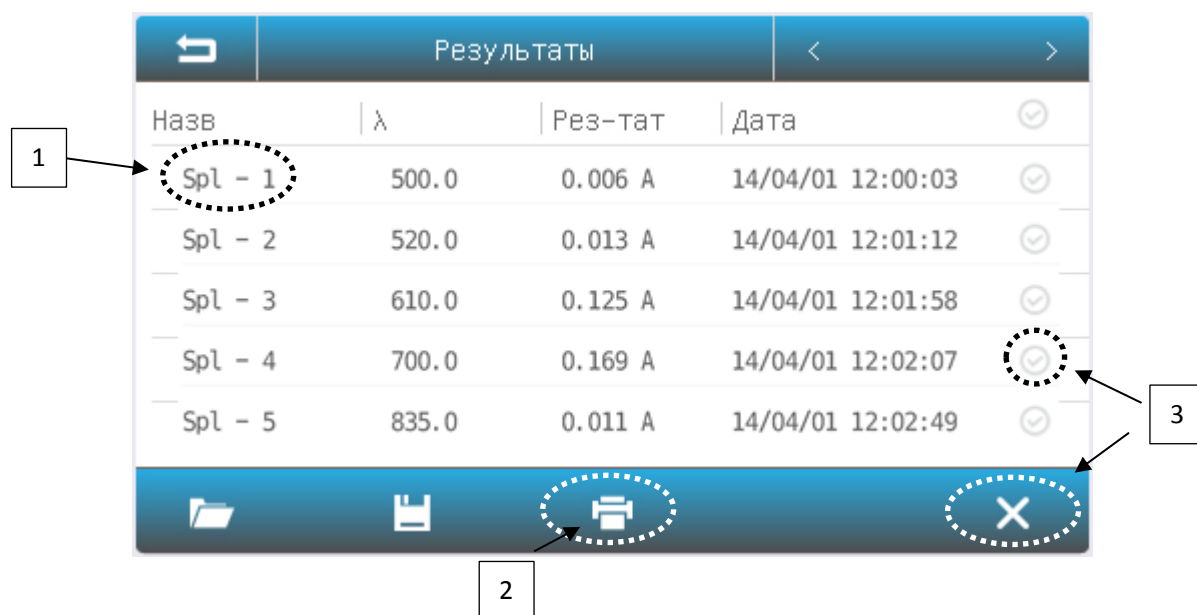 Результаты < >
Назв λ Рез-тат Дата
1
Spl - 1 500.0 0.006 A 14/04/01 12:00:03
Spl - 2 520.0 0.013 A 14/04/01 12:01:12
Spl - 3 610.0 0.125 A 14/04/01 12:01:58
Spl - 4 700.0 0.169 A 14/04/01 12:02:07
3
Spl - 5 835.0 0.011 A 14/04/01 12:02:49
2